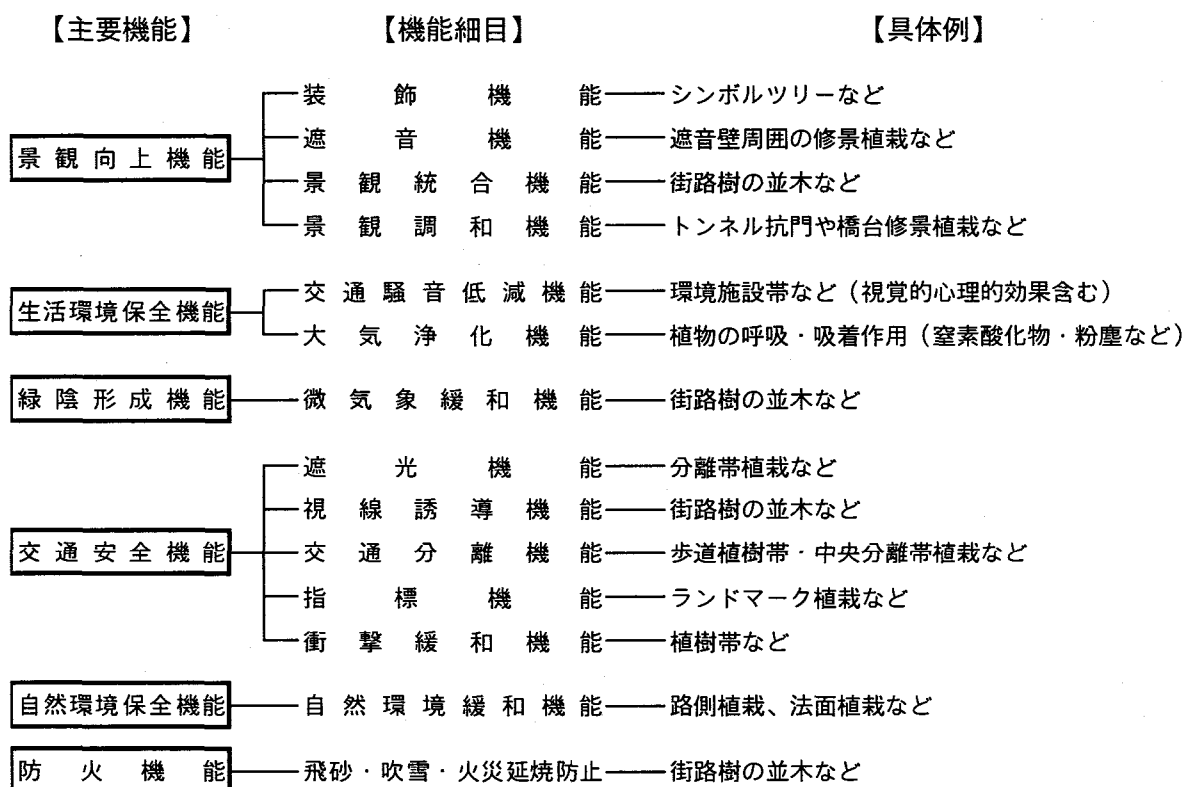 【主要機能】 【機能細目】 【具体例】
装飾機能 シンボルツリーなど
遮音機能 遮音壁周囲の修景植栽など
景観向上機能
景観統合機能 街路樹の並木など
景観調和機能 トンネル抗門や橋台修景植栽など
交通騒音低減機能 環境施設帯など（視覚的心理的効果含む）
生活環境保全機能
大気浄化機能 植物の呼吸・吸着作用（窒素酸化物・粉塵など）
緑陰形成機能 微気象緩和機能 街路樹の並木など
遮光機能 分離帯植栽など
視線誘導機能 街路樹の並木など
交通安全機能 交通分離機能 歩道植樹帯・中央分離帯植栽など
指標機能 ランドマーク植栽など
衝撃緩和機能 植樹帯など
自然環境保全機能 自然環境緩和機能 路側植栽、法面植栽など
防火機能 飛砂・吹雪・火災延焼防止 街路樹の並木など